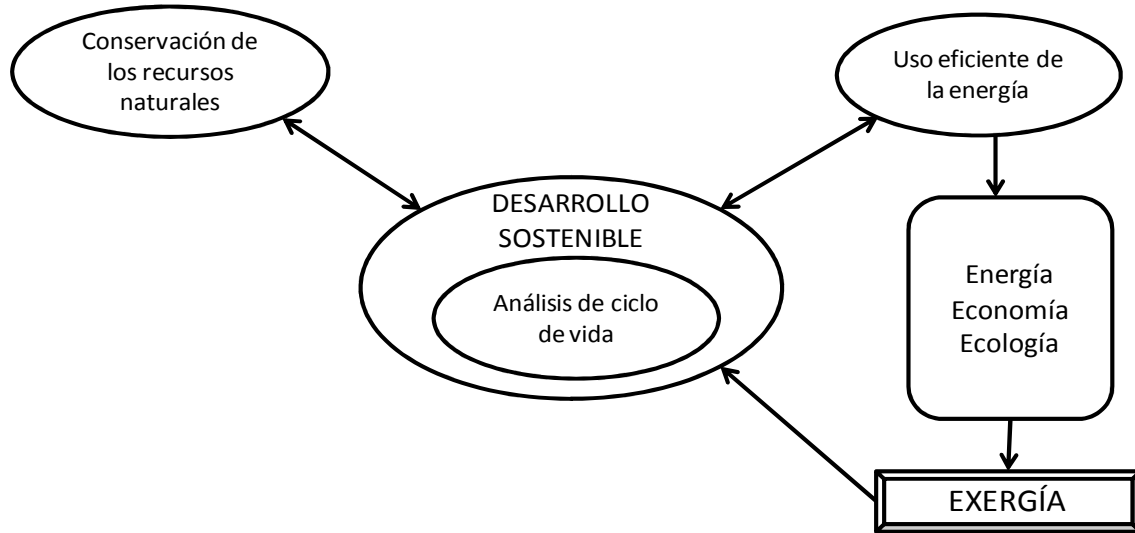 Conservación de
los recursos
naturales
Uso eficiente de
la energía
DESARROLLO
SOSTENIBLE
Análisis de ciclo
de vida
Energía
Economía
Ecología
EXERGÍA